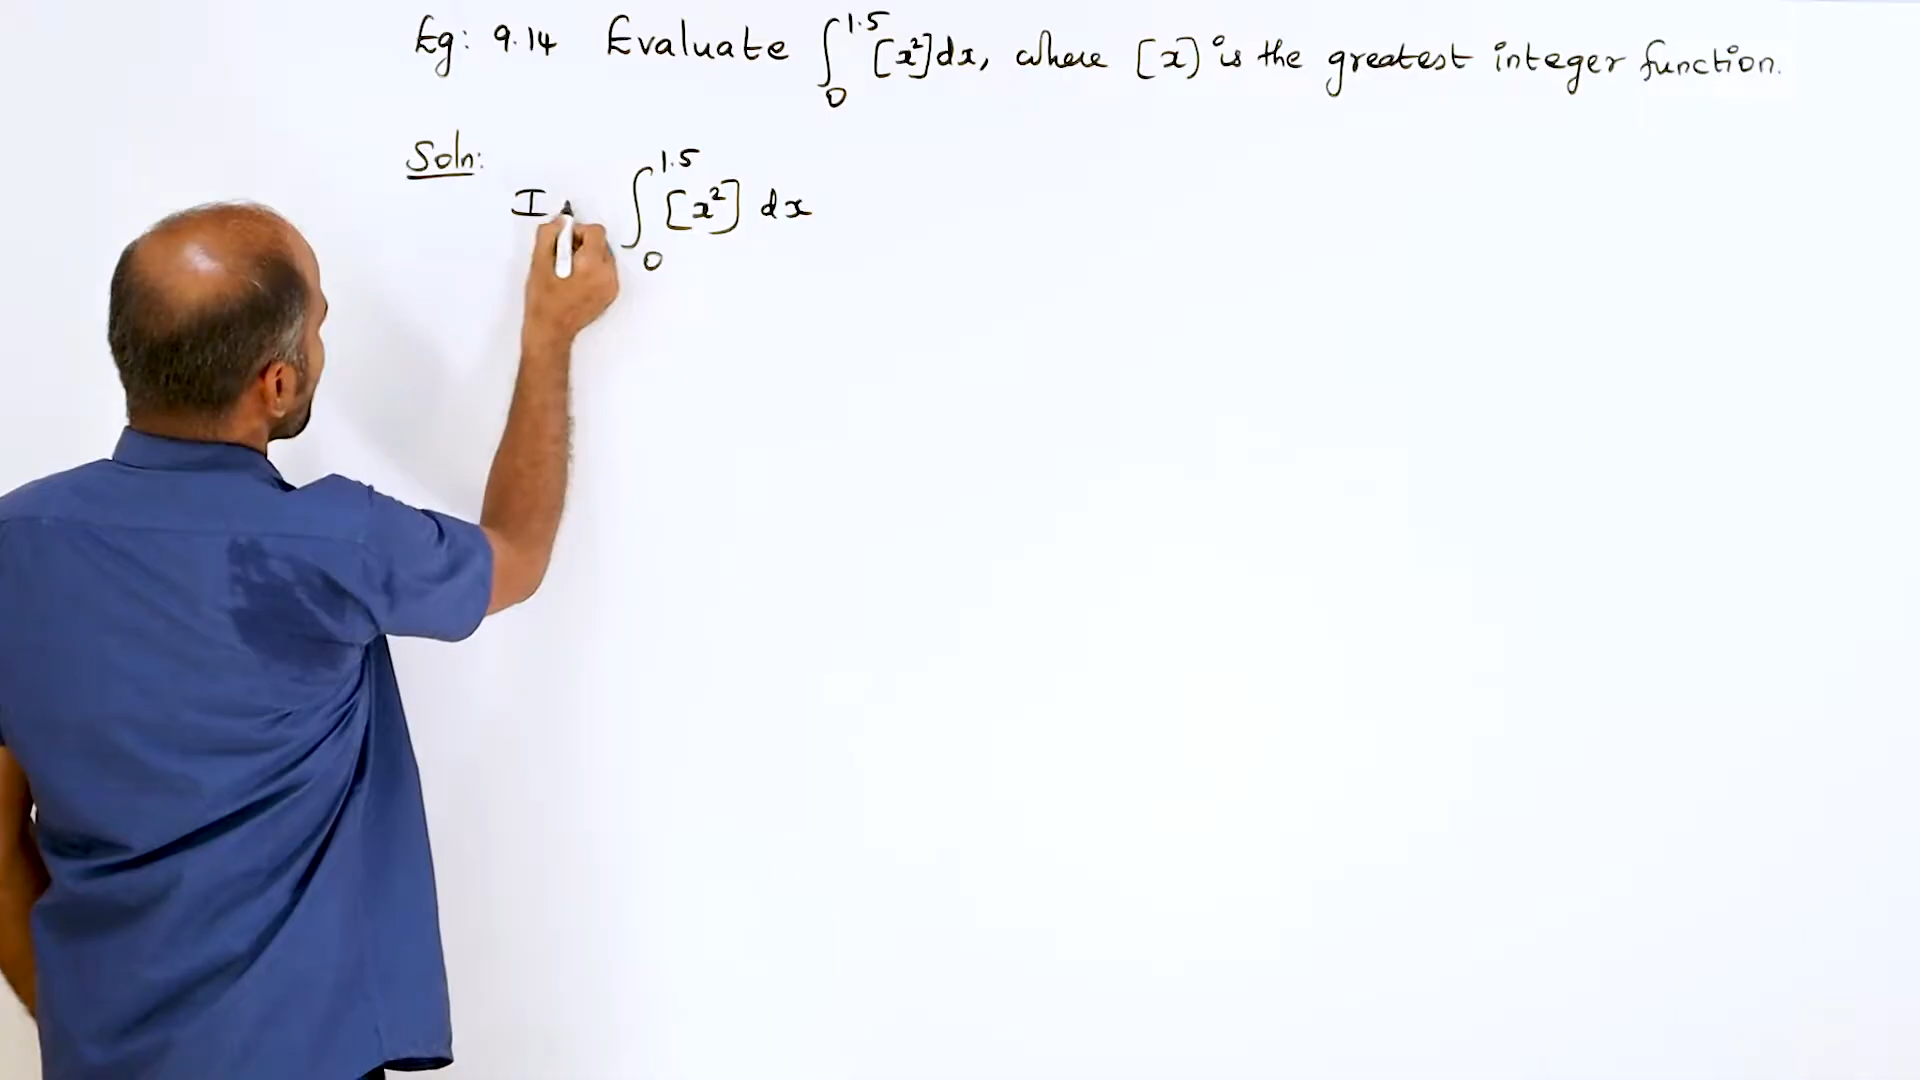 Eg: 9.14 Evaluate ∫₀^1.5 [x²]dx, where [x] is the greatest integer function.
Soln:
I ∫₀^1.5 [x²] dx